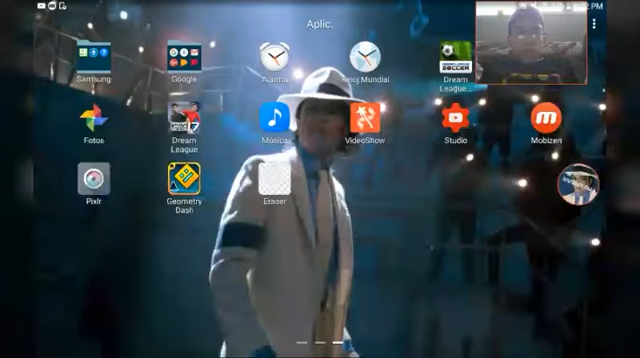 Aplic.
Samsung
Google
Alarma
Reloj Mundial
Dream
League...
Fotos
Dream
League
17
Música
VideoShow
Studio
Mobizen
Pixlr
Geometry
Dash
Eraser